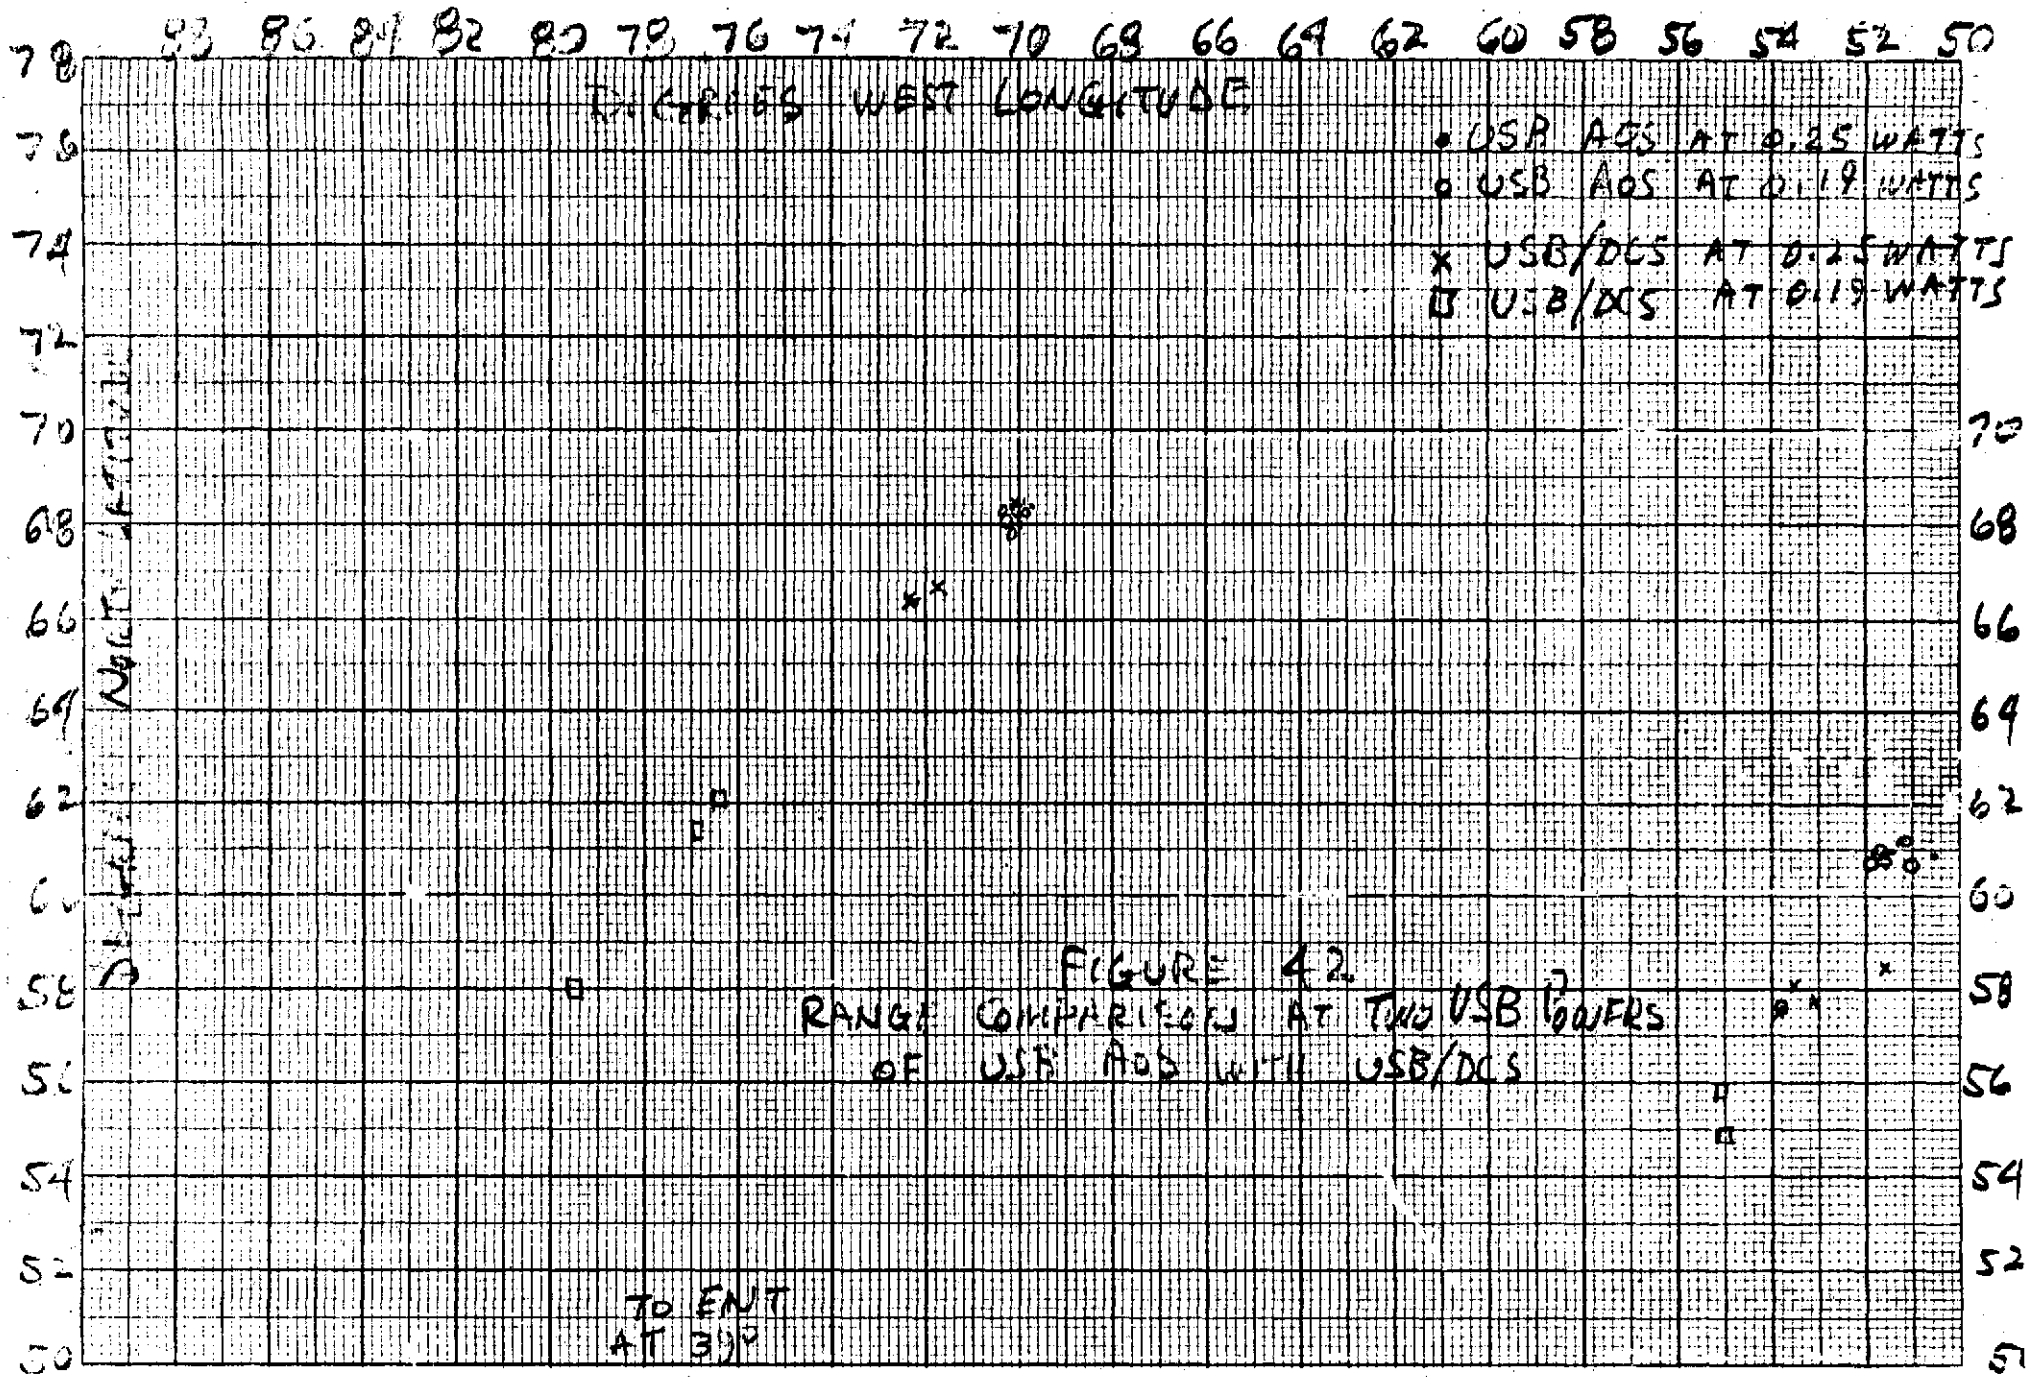 88 86 84 82 80 78 76 74 72 70 68 66 64 62 60 58 56 54 52 50
DEGREES WEST LONGITUDE
• USB AOS AT 0.25 WATTS
o USB AOS AT 0.19 WATTS
x USB/DCS AT 0.25 WATTS
□ USB/DCS AT 0.19 WATTS
78
76
74
72
70
68
66
64
62
58
54
DEGREES NORTH LATITUDE
70
68
66
64
62
60
58
56
54
52
FIGURE 42
RANGE COMPARISON AT TWO USB POWERS
OF USB AOS WITH USB/DCS
TO ENT
AT 39°